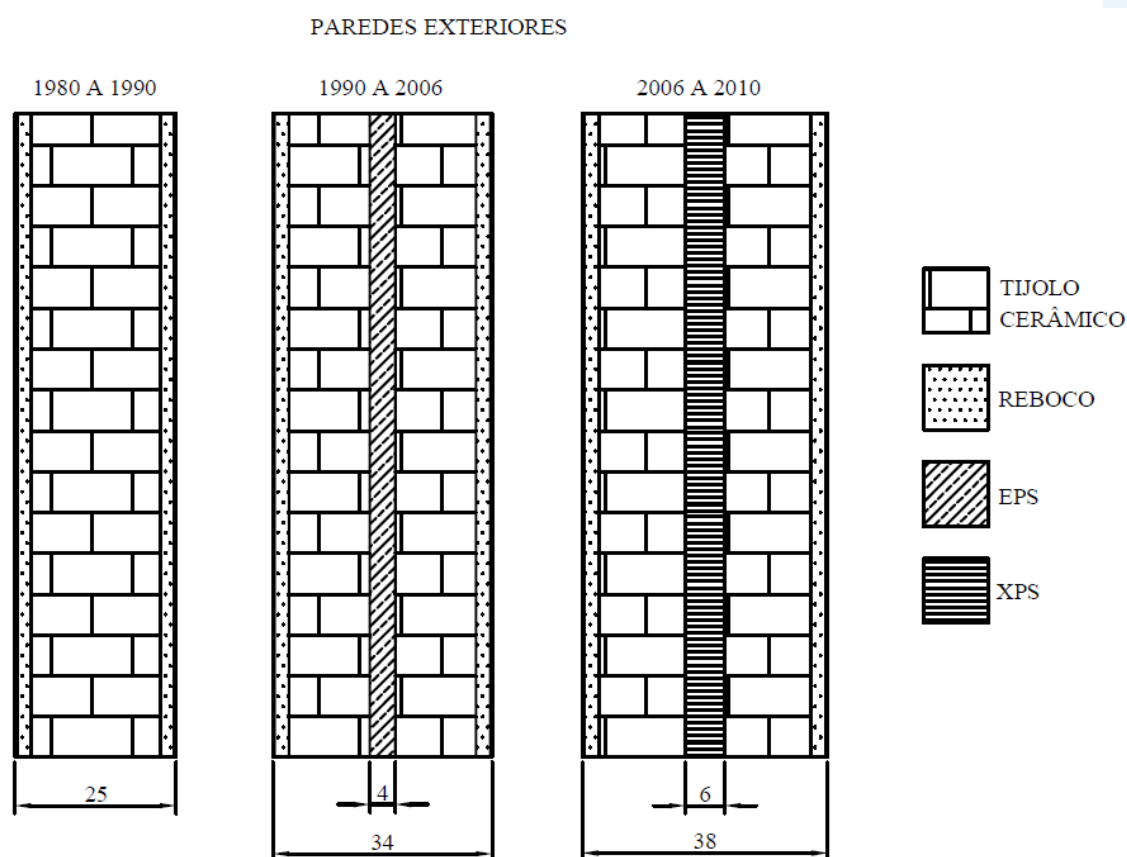 PAREDES EXTERIORES
1980 A 1990
1990 A 2006
2006 A 2010
TIJOLO
CERÂMICO
REBOCO
EPS
XPS
25
4
34
6
38